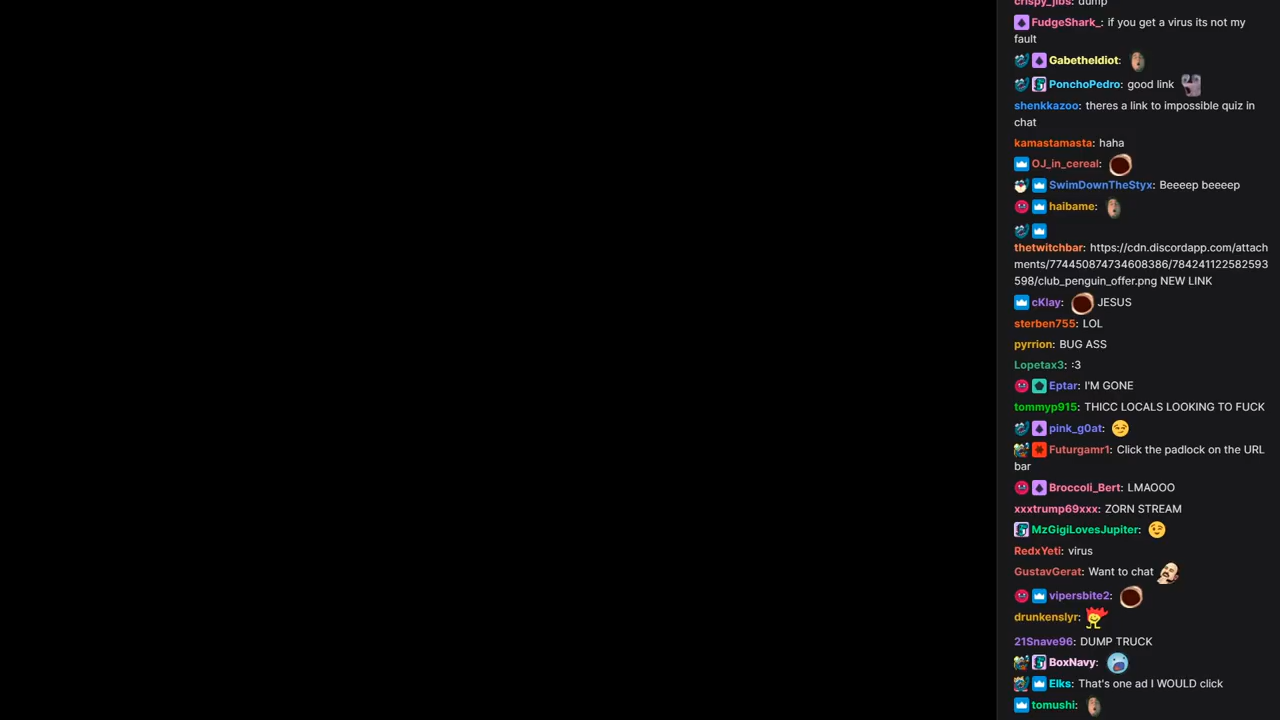 crispy_jibs: dump
FudgeShark_: if you get a virus its not my
fault
GabetheIdiot:
PonchoPedro: good link
shenkkazoo: theres a link to impossible quiz in
chat
kamastamasta: haha
OJ_in_cereal:
SwimDownTheStyx: Beeeep beeeep
haibame:
thetwitchbar: https://cdn.discordapp.com/attach
ments/774450874734608386/784241122582593
598/club_penguin_offer.png NEW LINK
cKlay: JESUS
sterben755: LOL
pyrrion: BUG ASS
Lopetax3: :3
Eptar: I'M GONE
tommyp915: THICC LOCALS LOOKING TO FUCK
pink_g0at:
Futurgamr1: Click the padlock on the URL
bar
Broccoli_Bert: LMAOOO
xxxtrump69xxx: ZORN STREAM
MzGigiLovesJupiter:
RedxYeti: virus
GustavGerat: Want to chat
vipersbite2:
drunkenslyr:
21Snave96: DUMP TRUCK
BoxNavy:
Elks: That's one ad I WOULD click
tomushi: